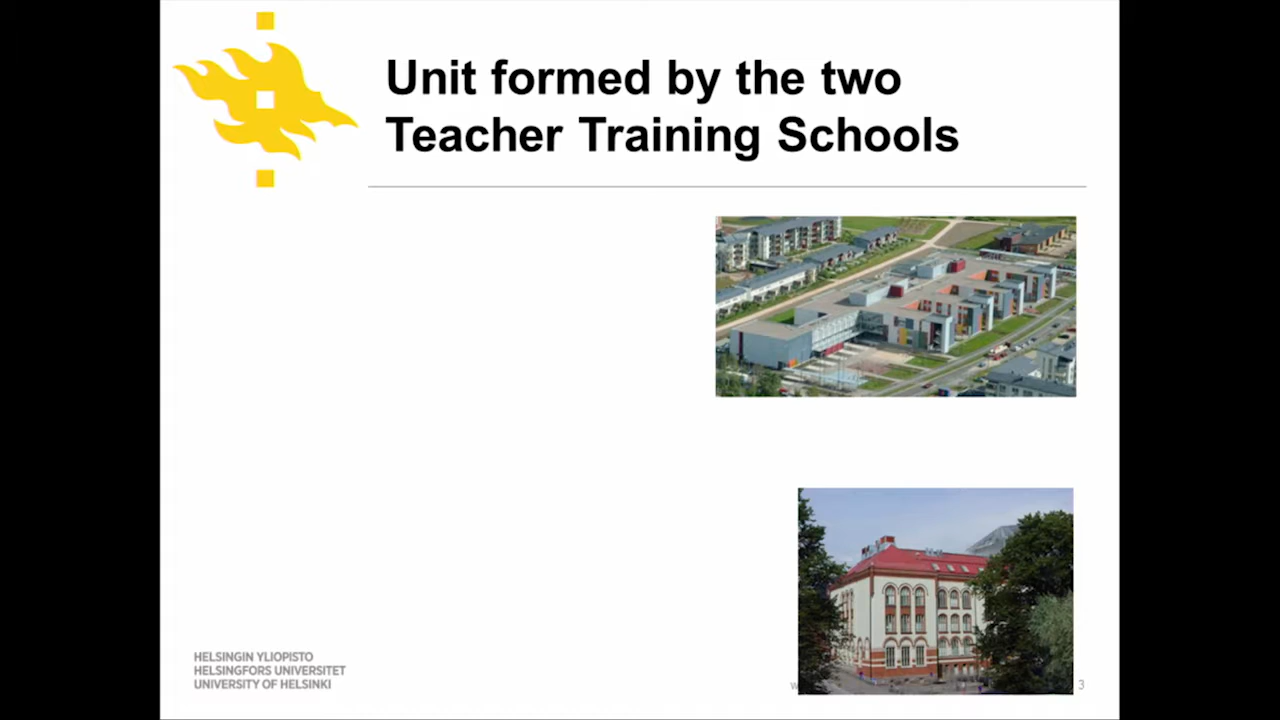 Unit formed by the two
Teacher Training Schools
HELSINGIN YLIOPISTO
HELSINGFORS UNIVERSITET
UNIVERSITY OF HELSINKI
3